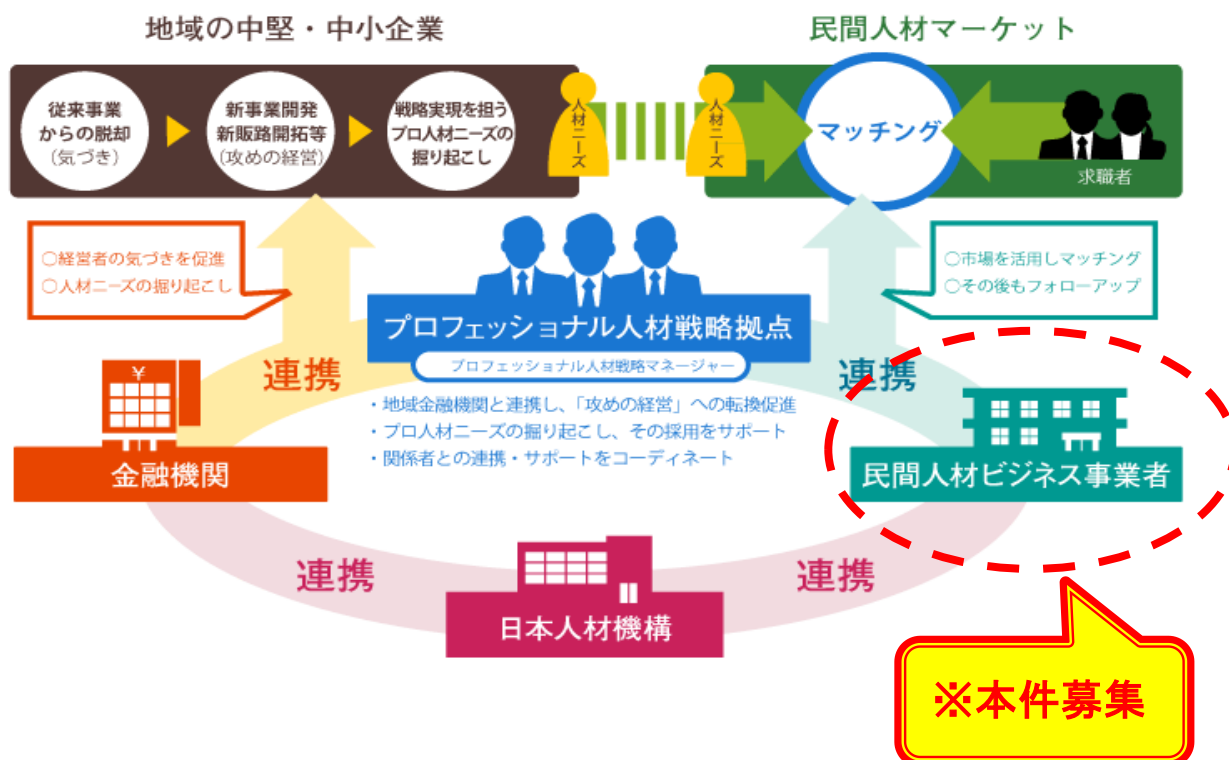 地域の中堅・中小企業
民間人材マーケット
従来事業
からの脱却
(気づき)
新事業開発
新販路開拓等
(攻めの経営)
戦略実現を担う
プロ人材ニーズの
掘り起こし
人材ニーズ
人材ニーズ
マッチング
求職者
○経営者の気づきを促進
○人材ニーズの掘り起こし
○市場を活用しマッチング
○その後もフォローアップ
プロフェッショナル人材戦略拠点
プロフェッショナル人材戦略マネージャー
連携
連携
・地域金融機関と連携し、「攻めの経営」への転換促進
・プロ人材ニーズの掘り起こし、その採用をサポート
・関係者との連携・サポートをコーディネート
¥
金融機関
民間人材ビジネス事業者
連携
連携
日本人材機構
※本件募集